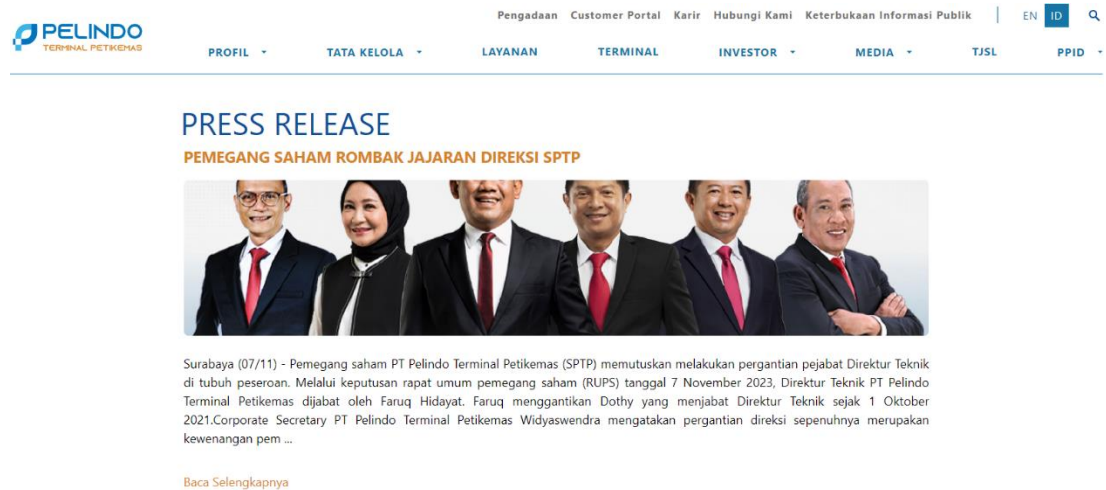 Pengadaan Customer Portal Karir Hubungi Kami Keterbukaan Informasi Publik | EN ID
PELINDO
TERMINAL PETIKEMAS
PROFIL TATA KELOLA LAYANAN TERMINAL INVESTOR MEDIA TJSL PPID
PRESS RELEASE
PEMEGANG SAHAM ROMBAK JAJARAN DIREKSI SPTP
Surabaya (07/11) - Pemegang saham PT Pelindo Terminal Petikemas (SPTP) memutuskan melakukan pergantian pejabat Direktur Teknik
di tubuh peseroan. Melalui keputusan rapat umum pemegang saham (RUPS) tanggal 7 November 2023, Direktur Teknik PT Pelindo
Terminal Petikemas dijabat oleh Faruq Hidayat. Faruq menggantikan Dothy yang menjabat Direktur Teknik sejak 1 Oktober
2021.Corporate Secretary PT Pelindo Terminal Petikemas Widyaswendra mengatakan pergantian direksi sepenuhnya merupakan
kewenangan pem ...
Baca Selengkapnya